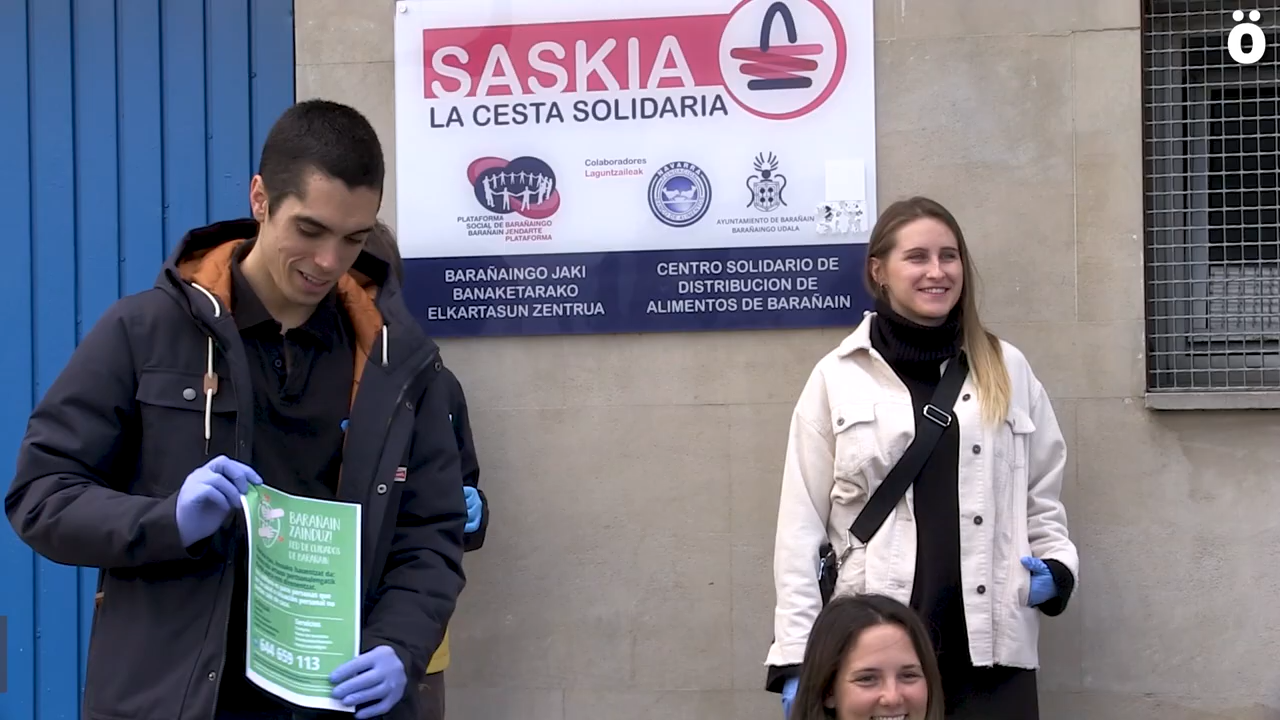 ö
SASKIA
LA CESTA SOLIDARIA
Colaboradores
Laguntzaileak
NAVARRA
PLATAFORMA
SOCIAL DE
BARAÑAIN
BARAÑAINGO
JENDARTE
PLATAFORMA
AYUNTAMIENTO DE BARAÑAIN
BARAÑAINGO UDALA
BARAÑAINGO JAKI
BANAKETARAKO
ELKARTASUN ZENTRUA
CENTRO SOLIDARIO DE
DISTRIBUCION DE
ALIMENTOS DE BARAÑAIN
BARAÑAIN
ZAINDUZ!
RED DE CUIDADOS
DE BARAÑAIN
Servicios
644 659 113